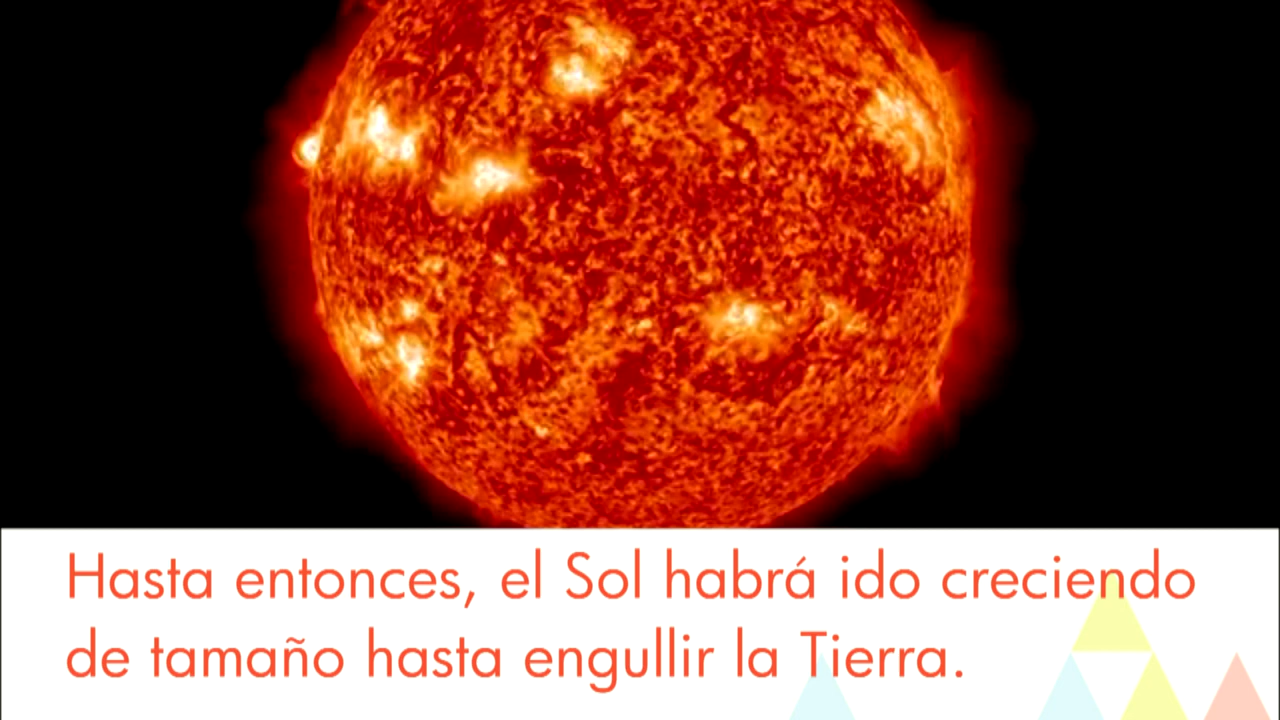 Hasta entonces, el Sol habrá ido creciendo
de tamaño hasta engullir la Tierra.